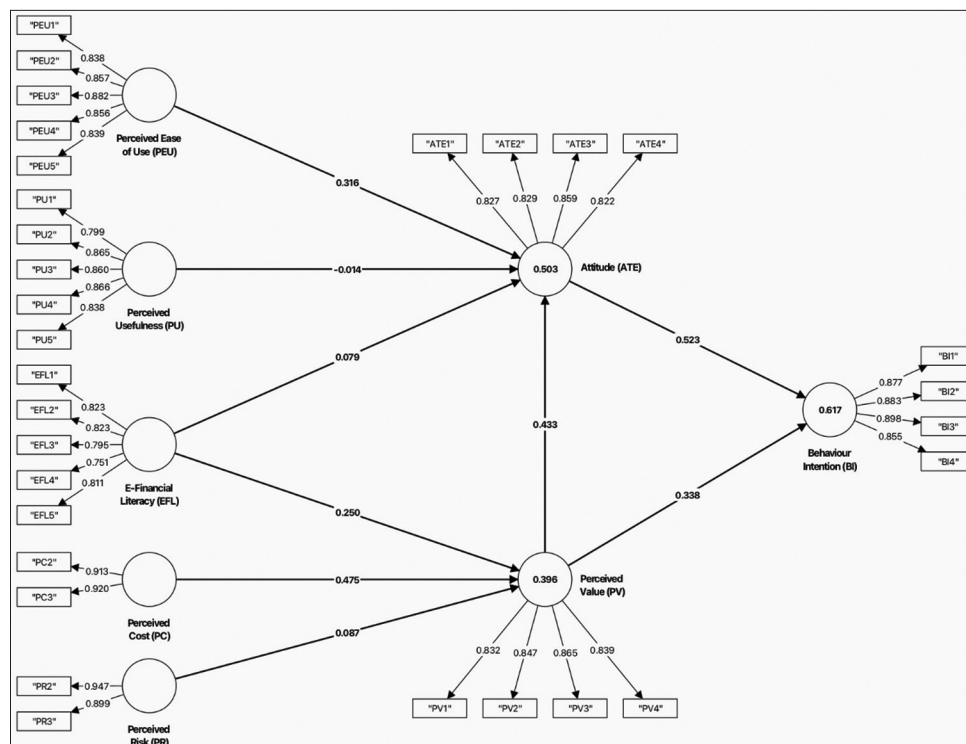 "PEU1"
"PEU2"
"PEU3"
"PEU4"
"PEU5"
0.838
0.857
0.882
0.856
0.839
Perceived Ease
of Use (PEU)
"PU1"
"PU2"
"PU3"
"PU4"
"PU5"
0.799
0.865
0.860
0.866
0.838
Perceived
Usefulness (PU)
"EFL1"
"EFL2"
"EFL3"
"EFL4"
"EFL5"
0.823
0.823
0.795
0.751
0.811
E-Financial
Literacy (EFL)
"PC2"
"PC3"
0.913
0.920
Perceived
Cost (PC)
"PR2"
"PR3"
0.947
0.899
Perceived
Risk (PR)
0.316
-0.014
0.079
0.250
0.475
0.087
"ATE1"
"ATE2"
"ATE3"
"ATE4"
0.827
0.829
0.859
0.822
0.503
Attitude (ATE)
0.433
0.396
Perceived
Value (PV)
0.832
0.847
0.865
0.839
"PV1"
"PV2"
"PV3"
"PV4"
0.523
0.338
0.617
Behaviour
Intention (BI)
0.877
0.883
0.898
0.855
"BI1"
"BI2"
"BI3"
"BI4"